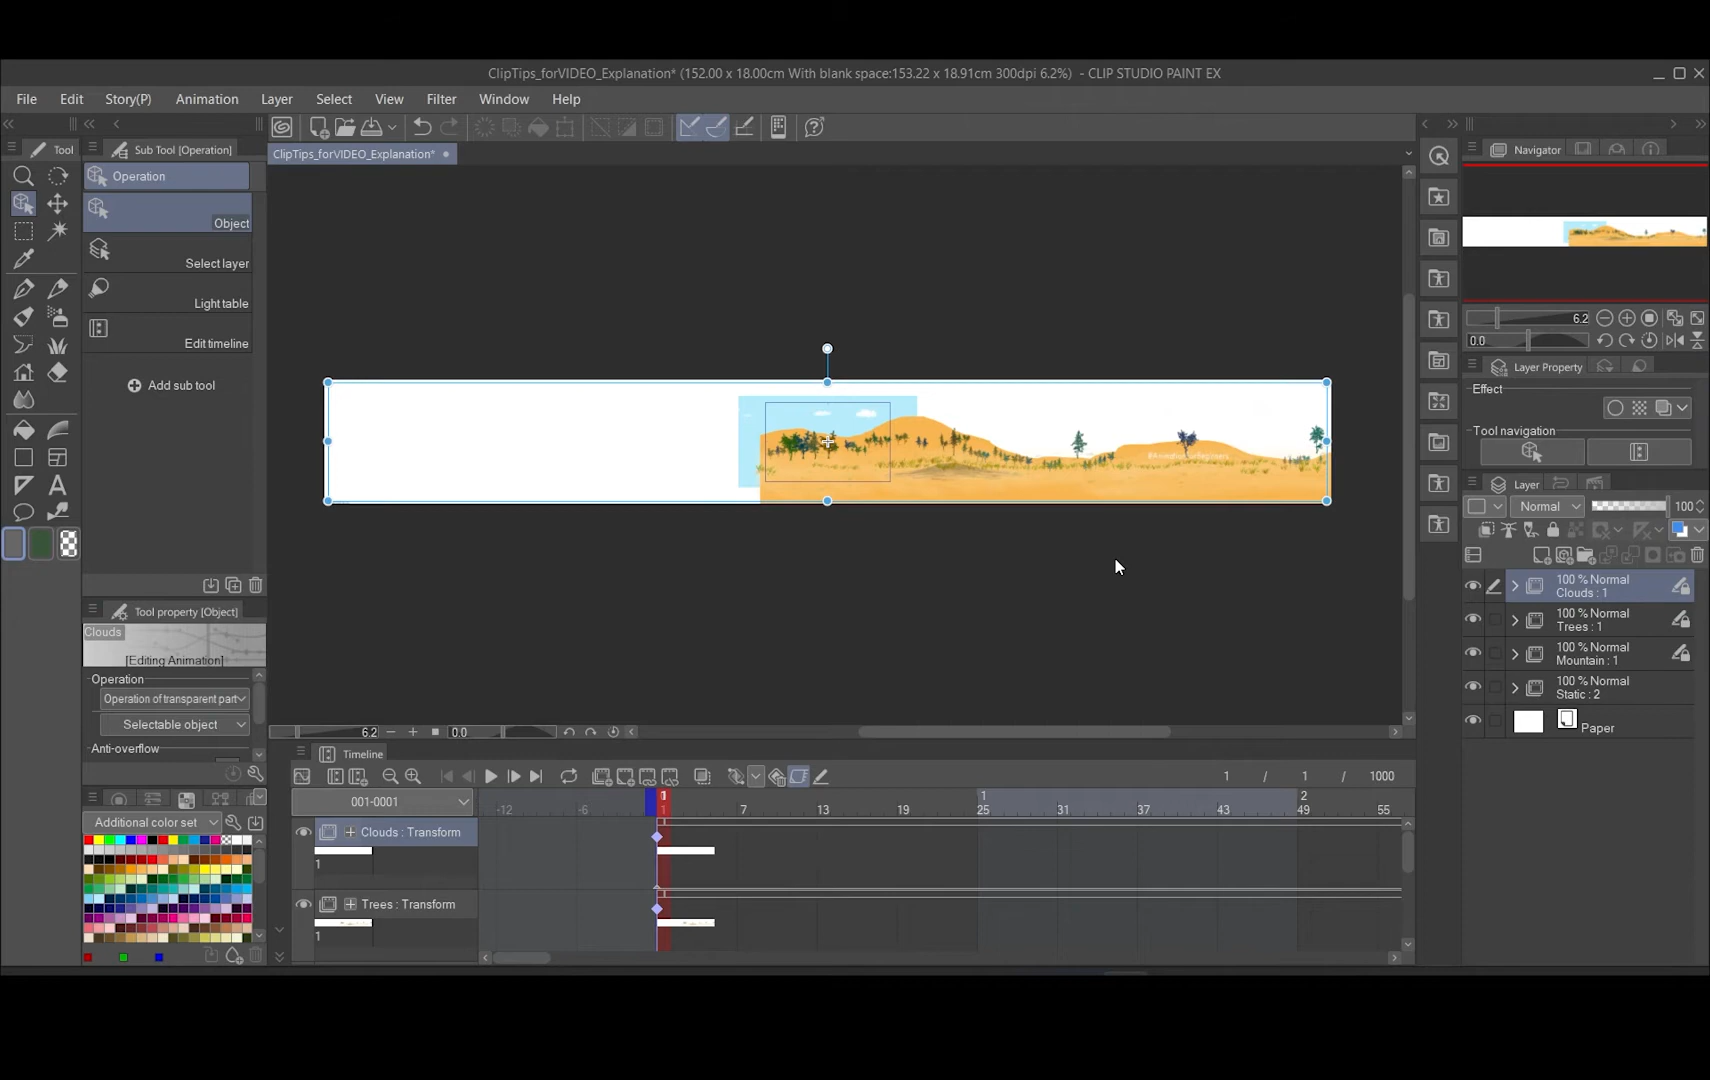 ClipTips_forVIDEO_Explanation* (152.00 x 18.00cm With blank space:153.22 x 18.91cm 300dpi 6.2%) - CLIP STUDIO PAINT EX
File Edit Story(P) Animation Layer Select View Filter Window Help
Tool
Sub Tool [Operation]
ClipTips_forVIDEO_Explanation*
Navigator
Operation
Object
Select layer
Light table
Edit timeline
Add sub tool
6.2
0.0
Layer Property
Effect
Tool navigation
Layer
Normal 100
100 % Normal
Clouds : 1
100 % Normal
Trees : 1
100 % Normal
Mountain : 1
100 % Normal
Static : 2
Paper
Tool property [Object]
Clouds
[Editing Animation]
Operation
Operation of transparent part
Selectable object
Anti-overflow
Additional color set
6.2 0.0
Timeline
1 / 1 / 1000
001-0001
-12 -6 1 7 13 19 25 31 37 43 49 55
1 1 2
Clouds : Transform
1
Trees : Transform
1